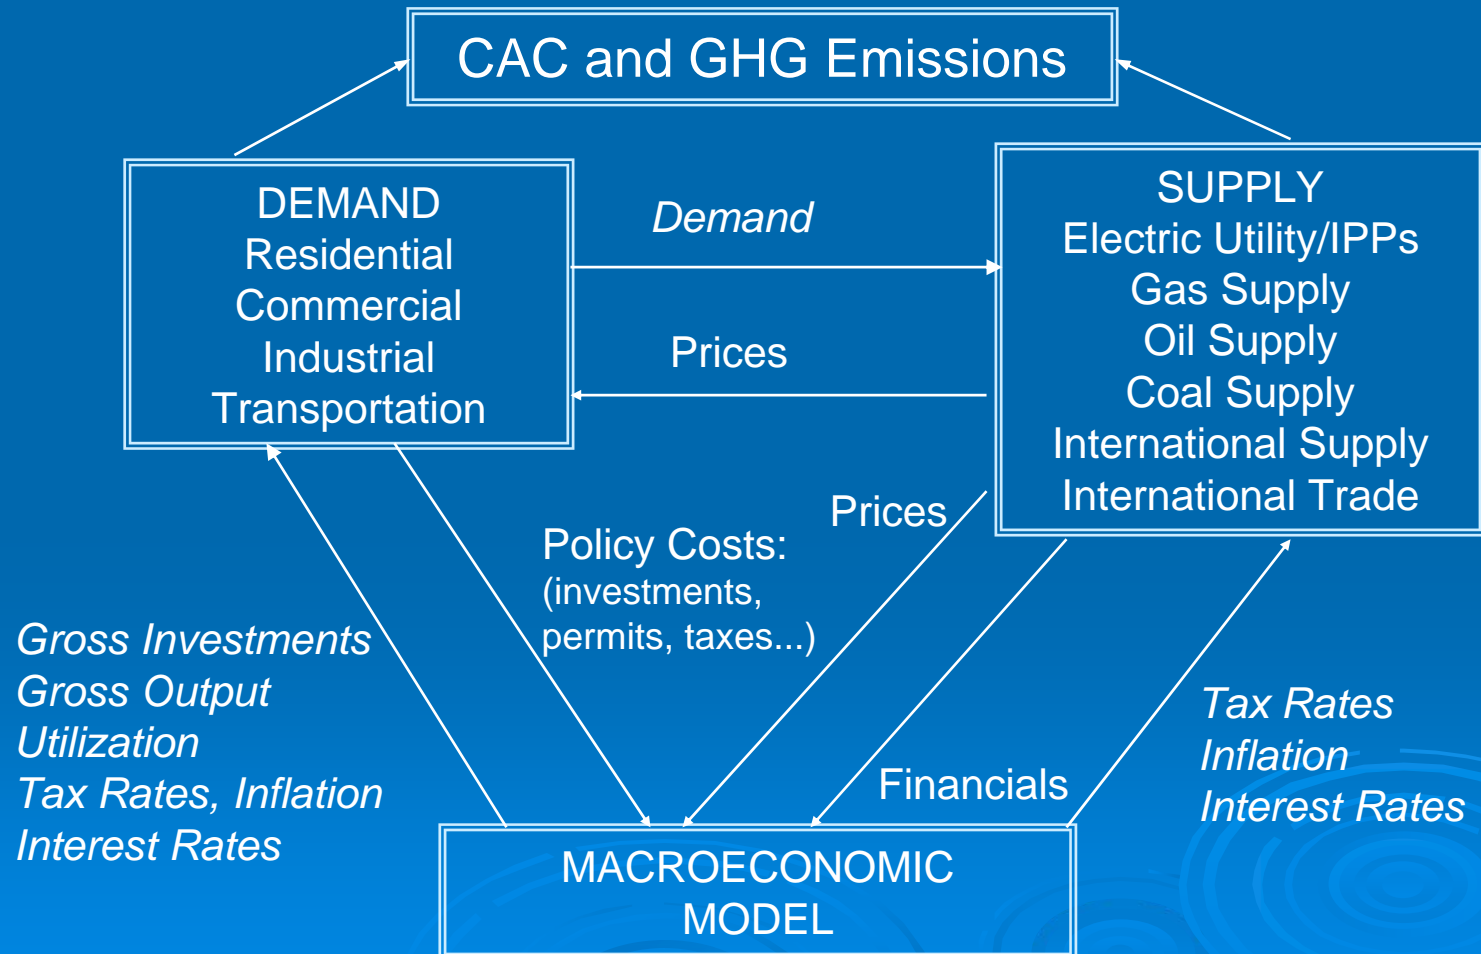 CAC and GHG Emissions
DEMAND
Residential
Commercial
Industrial
Transportation
Demand
Prices
SUPPLY
Electric Utility/IPPs
Gas Supply
Oil Supply
Coal Supply
International Supply
International Trade
Prices
Policy Costs:
(investments,
permits, taxes...)
Gross Investments
Gross Output
Utilization
Tax Rates, Inflation
Interest Rates
Financials
Tax Rates
Inflation
Interest Rates
MACROECONOMIC
MODEL